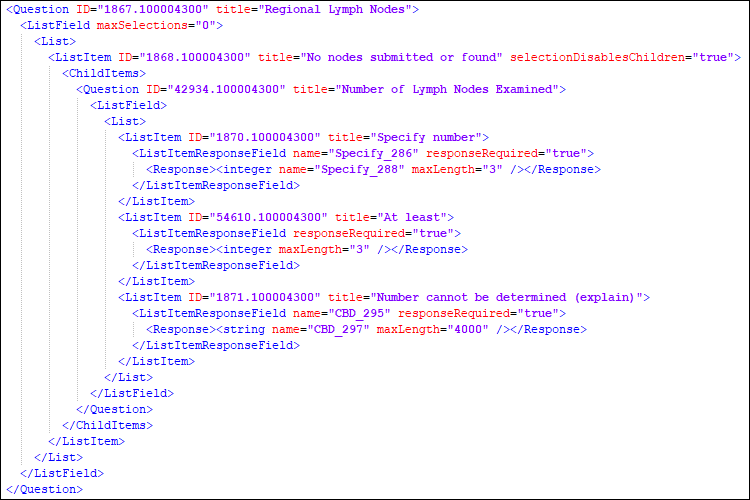 <Question ID="1867.100004300" title="Regional Lymph Nodes">
<ListField maxSelections="0">
<List>
<ListItem ID="1868.100004300" title="No nodes submitted or found" selectionDisablesChildren="true">
<ChildItems>
<Question ID="42934.100004300" title="Number of Lymph Nodes Examined">
<ListField>
<List>
<ListItem ID="1870.100004300" title="Specify number">
<ListItemResponseField name="Specify_286" responseRequired="true">
<Response><integer name="Specify_288" maxLength="3" /></Response>
</ListItemResponseField>
</ListItem>
<ListItem ID="54610.100004300" title="At least">
<ListItemResponseField responseRequired="true">
<Response><integer maxLength="3" /></Response>
</ListItemResponseField>
</ListItem>
<ListItem ID="1871.100004300" title="Number cannot be determined (explain)">
<ListItemResponseField name="CBD_295" responseRequired="true">
<Response><string name="CBD_297" maxLength="4000" /></Response>
</ListItemResponseField>
</ListItem>
</List>
</ListField>
</Question>
</ChildItems>
</ListItem>
</List>
</ListField>
</Question>